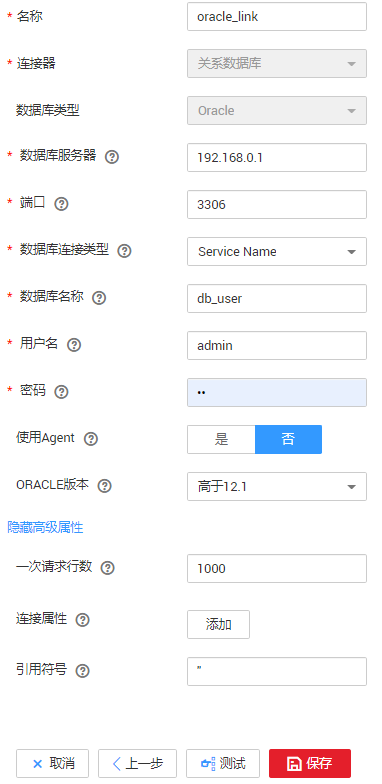 * 名称 oracle_link
* 连接器 关系数据库
数据库类型 Oracle
* 数据库服务器 ? 192.168.0.1
* 端口 ? 3306
* 数据库连接类型 ? Service Name
* 数据库名称 ? db_user
* 用户名 ? admin
* 密码 ? ••
使用Agent ? 是 否
ORACLE版本 ? 高于12.1
隐藏高级属性
一次请求行数 ? 1000
连接属性 ? 添加
引用符号 ? "
取消 上一步 测试 保存